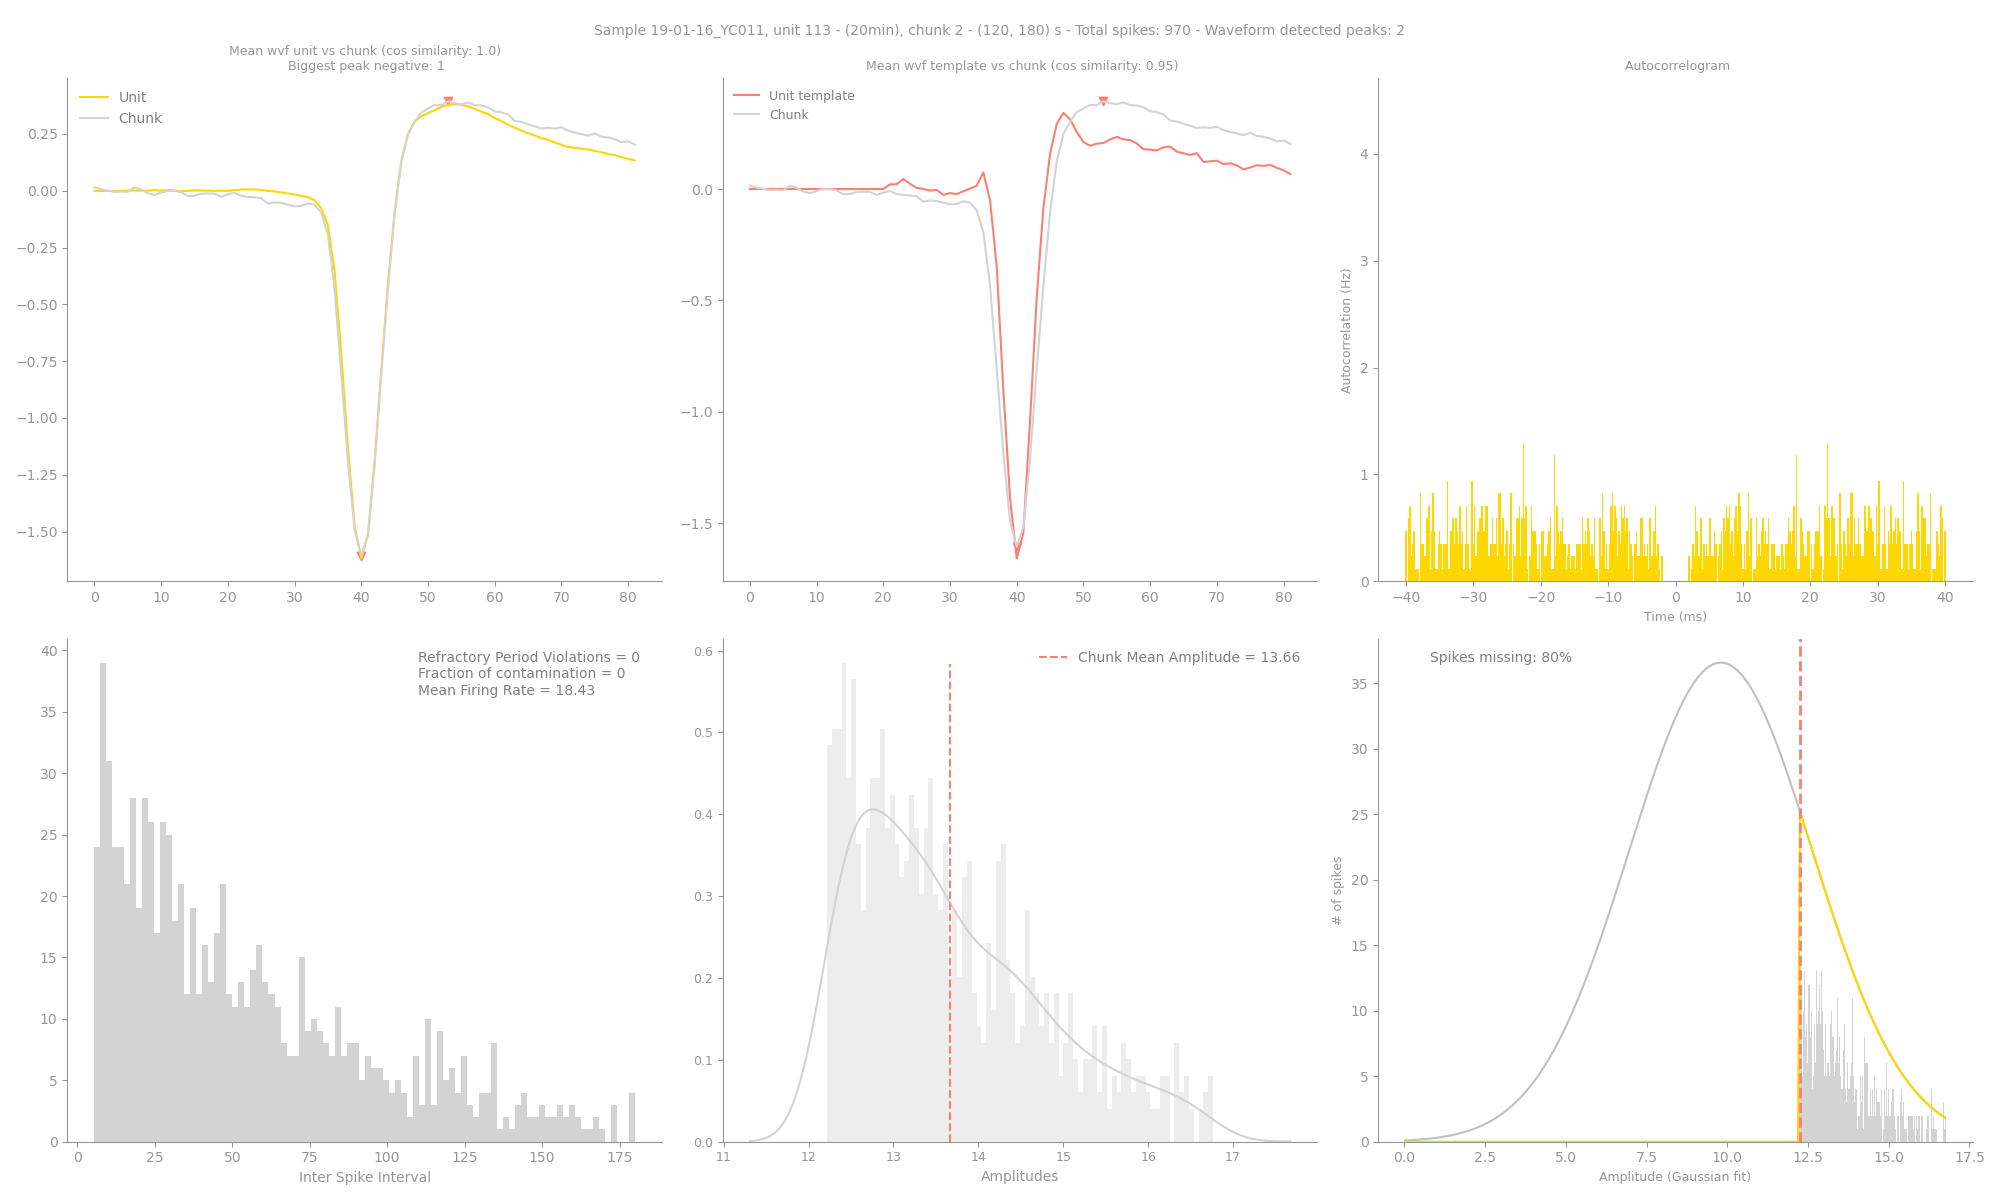 Sample 19-01-16_YC011, unit 113 - (20min), chunk 2 - (120, 180) s - Total spikes: 970 - Waveform detected peaks: 2
Mean wvf unit vs chunk (cos similarity: 1.0)
Biggest peak negative: 1
Unit
Chunk
0.25
0.00
−0.25
−0.50
−0.75
−1.00
−1.25
−1.50
0 10 20 30 40 50 60 70 80
Mean wvf template vs chunk (cos similarity: 0.95)
Unit template
Chunk
0.0
−0.5
−1.0
−1.5
0 10 20 30 40 50 60 70 80
Autocorrelogram
Autocorrelation (Hz)
4
3
2
1
0
−40 −30 −20 −10 0 10 20 30 40
Time (ms)
Refractory Period Violations = 0
Fraction of contamination = 0
Mean Firing Rate = 18.43
40
35
30
25
20
15
10
5
0
0 25 50 75 100 125 150 175
Inter Spike Interval
Chunk Mean Amplitude = 13.66
0.6
0.5
0.4
0.3
0.2
0.1
0.0
11 12 13 14 15 16 17
Amplitudes
Spikes missing: 80%
# of spikes
35
30
25
20
15
10
5
0
0.0 2.5 5.0 7.5 10.0 12.5 15.0 17.5
Amplitude (Gaussian fit)